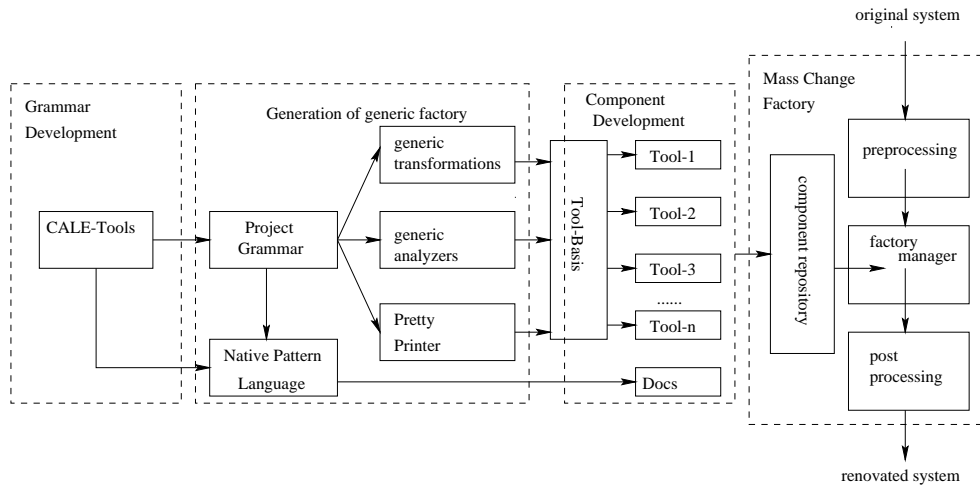 original system
Grammar
Development
Generation of generic factory
Component
Development
Mass Change
Factory
CALE-Tools
Project
Grammar
Native Pattern
Language
generic
transformations
generic
analyzers
Pretty
Printer
Tool-Basis
Tool-1
Tool-2
Tool-3
......
Tool-n
Docs
component repository
preprocessing
factory
manager
post
processing
renovated system